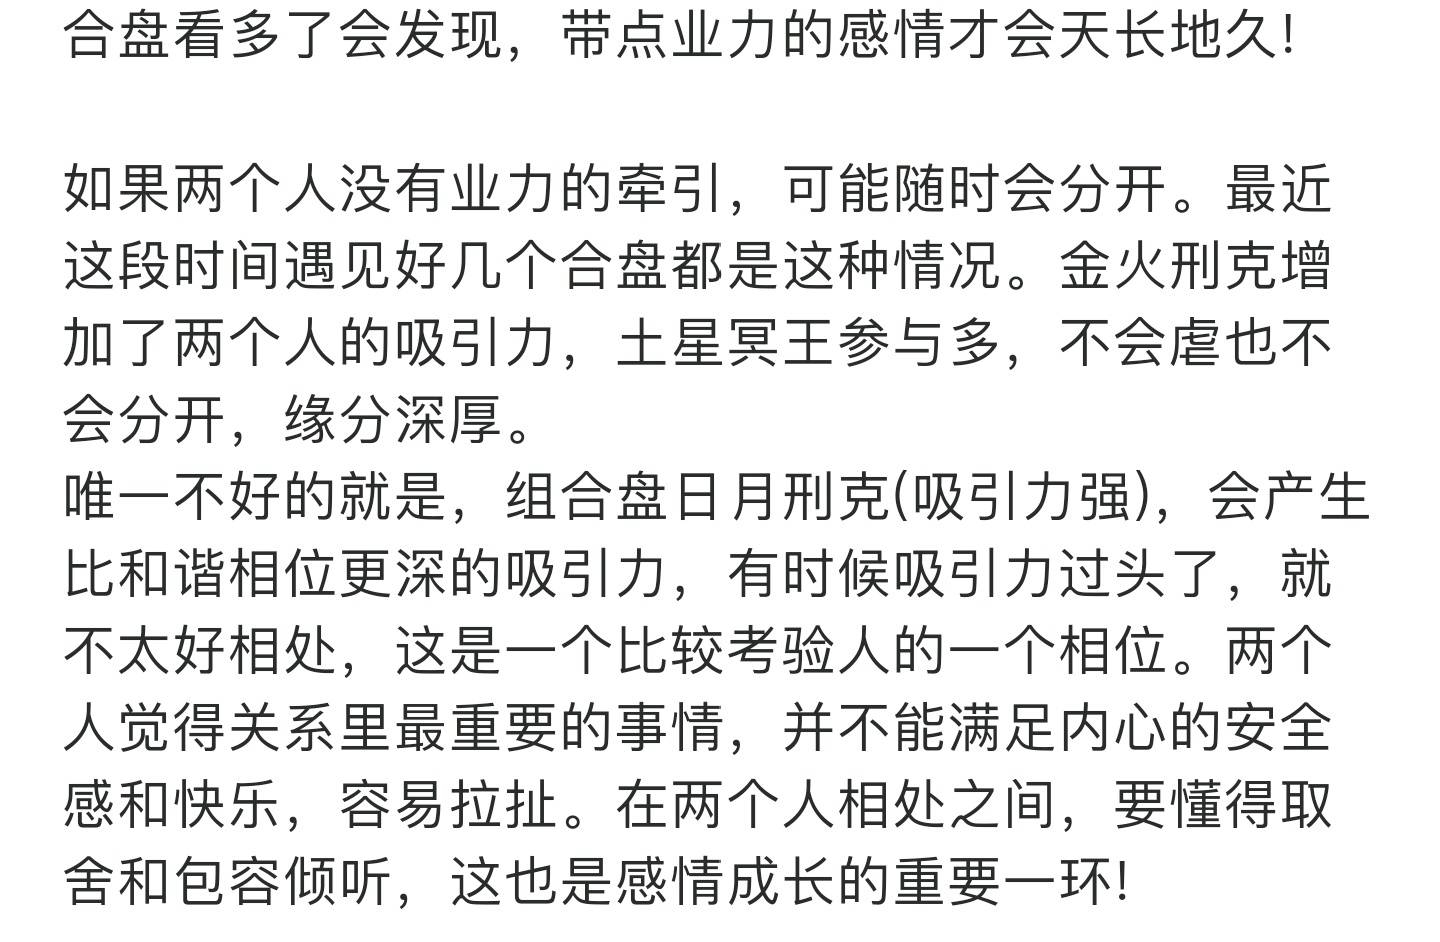 合盘看多了会发现，带点业力的感情才会天长地久!
如果两个人没有业力的牵引，可能随时会分开。最近
这段时间遇见好几个合盘都是这种情况。金火刑克增
加了两个人的吸引力，土星冥王参与多，不会虐也不
会分开，缘分深厚。
唯一不好的就是，组合盘日月刑克(吸引力强)，会产生
比和谐相位更深的吸引力，有时候吸引力过头了，就
不太好相处，这是一个比较考验人的一个相位。两个
人觉得关系里最重要的事情，并不能满足内心的安全
感和快乐，容易拉扯。在两个人相处之间，要懂得取
舍和包容倾听，这也是感情成长的重要一环!